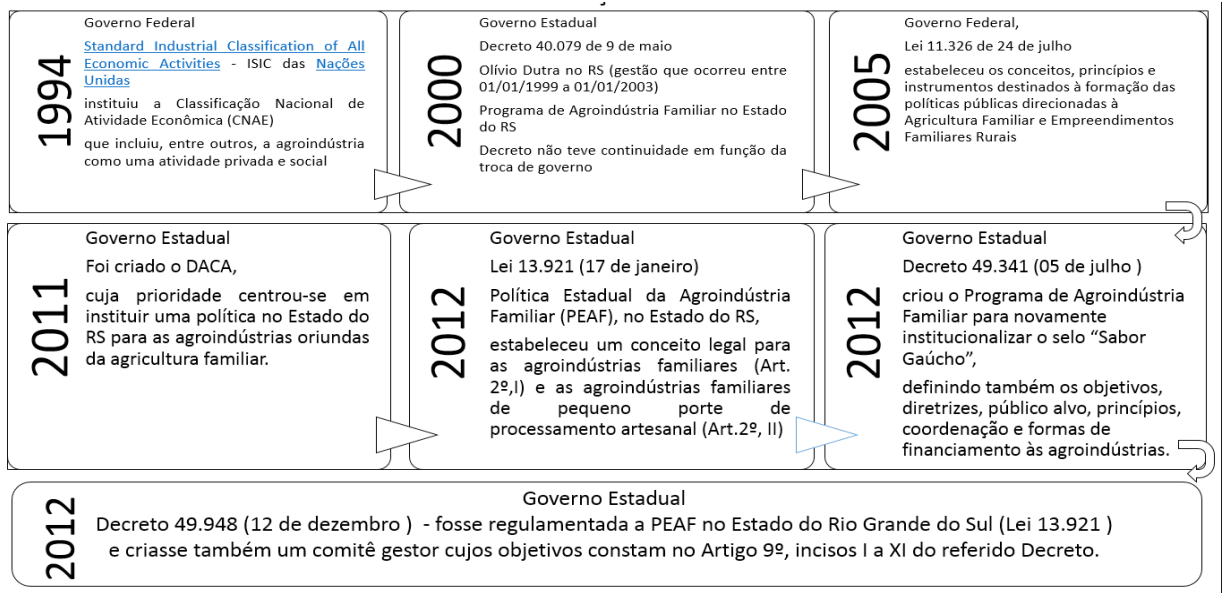 1994
Governo Federal
Standard Industrial Classification of All
Economic Activities - ISIC das Nações
Unidas
instituiu a Classificação Nacional de
Atividade Econômica (CNAE)
que incluiu, entre outros, a agroindústria
como uma atividade privada e social
2000
Governo Estadual
Decreto 40.079 de 9 de maio
Olívio Dutra no RS (gestão que ocorreu entre
01/01/1999 a 01/01/2003)
Programa de Agroindústria Familiar no Estado
do RS
Decreto não teve continuidade em função da
troca de governo
2005
Governo Federal,
Lei 11.326 de 24 de julho
estabeleceu os conceitos, princípios e
instrumentos destinados à formação das
políticas públicas direcionadas à
Agricultura Familiar e Empreendimentos
Familiares Rurais
2011
Governo Estadual
Foi criado o DACA,
cuja prioridade centrou-se em
instituir uma política no Estado do
RS para as agroindústrias oriundas
da agricultura familiar.
2012
Governo Estadual
Lei 13.921 (17 de janeiro)
Política Estadual da Agroindústria
Familiar (PEAF), no Estado do RS,
estabeleceu um conceito legal para
as agroindústrias familiares (Art.
2º,I) e as agroindústrias familiares
de pequeno porte de
processamento artesanal (Art.2º, II)
2012
Governo Estadual
Decreto 49.341 (05 de julho )
criou o Programa de Agroindústria
Familiar para novamente
institucionalizar o selo “Sabor
Gaúcho”,
definindo também os objetivos,
diretrizes, público alvo, princípios,
coordenação e formas de
financiamento às agroindústrias.
2012
Governo Estadual
Decreto 49.948 (12 de dezembro ) - fosse regulamentada a PEAF no Estado do Rio Grande do Sul (Lei 13.921 )
e criasse também um comitê gestor cujos objetivos constam no Artigo 9º, incisos I a XI do referido Decreto.